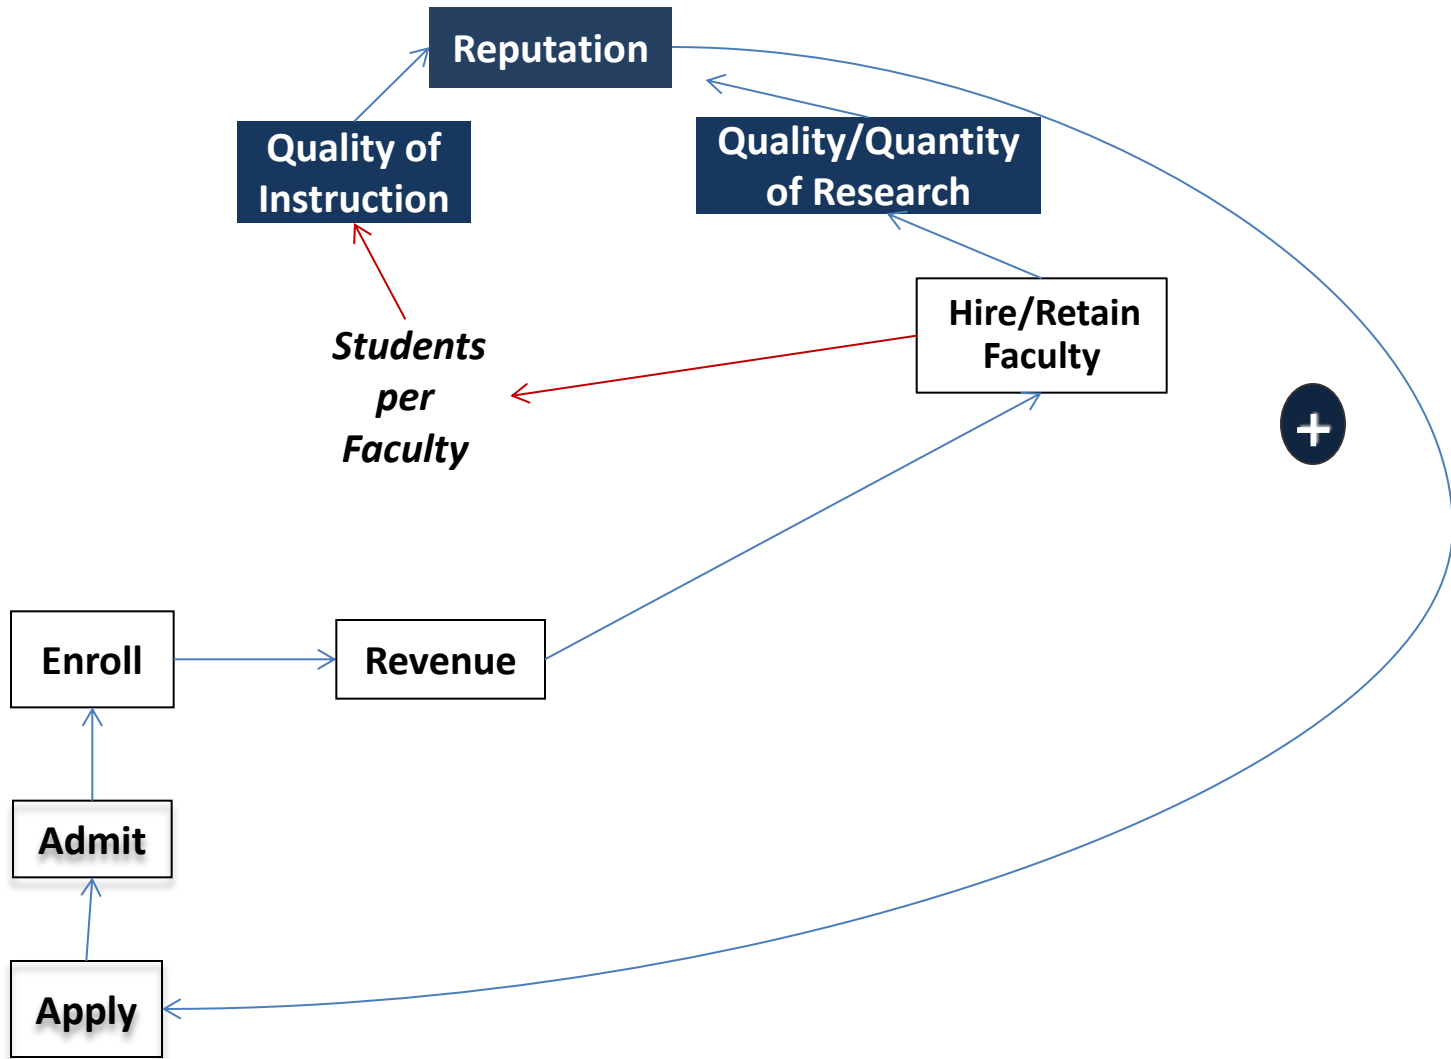 Reputation
Quality of
Instruction
Quality/Quantity
of Research
Hire/Retain
Faculty
Students
per
Faculty
+
Enroll
Revenue
Admit
Apply